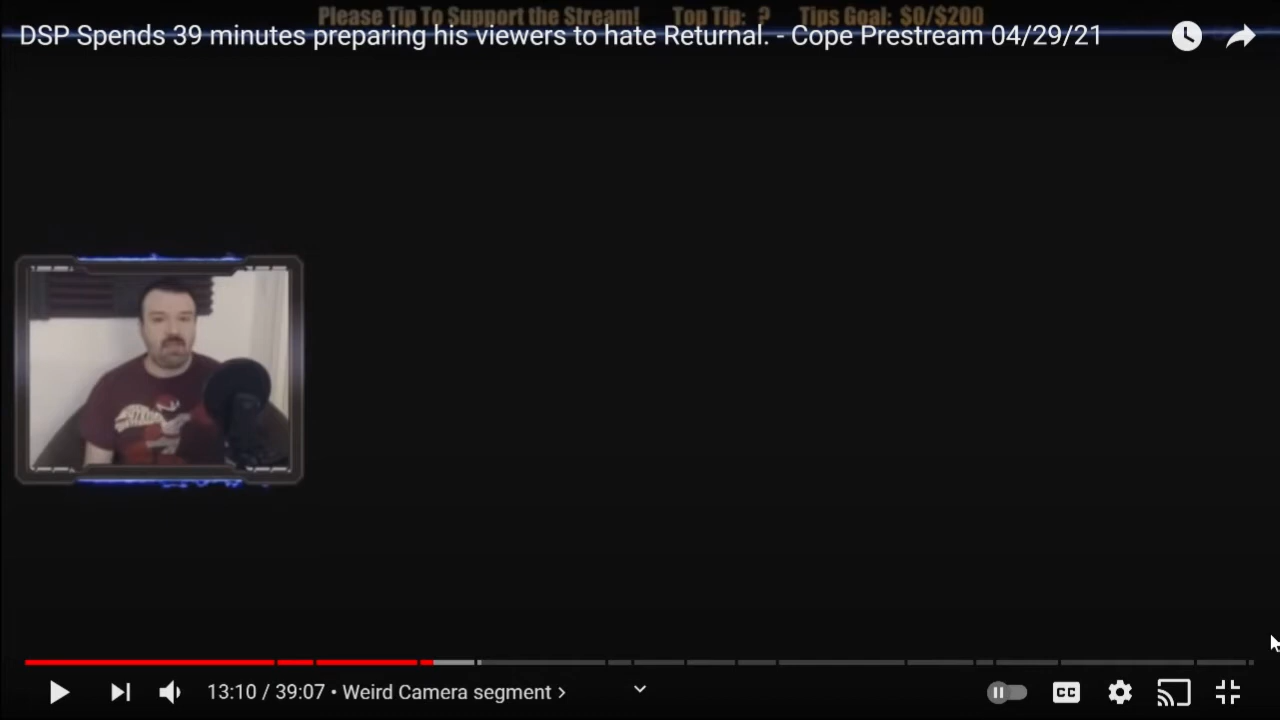 Please Tip To Support the Stream! Top Tip: ? Tips Goal: $0/$200
DSP Spends 39 minutes preparing his viewers to hate Returnal. - Cope Prestream 04/29/21
13:10 / 39:07 • Weird Camera segment ›
CC